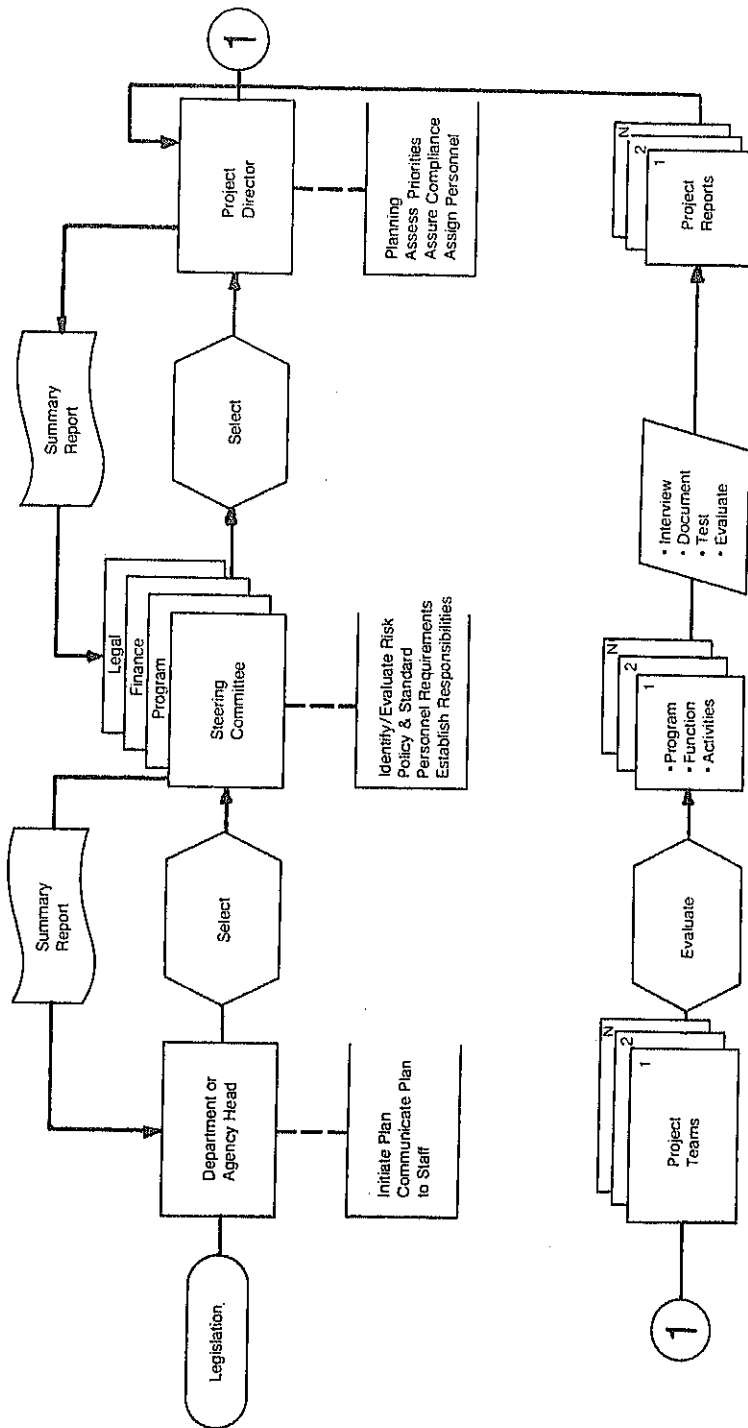 Legislation.
Department or
Agency Head
Initiate Plan
Communicate Plan
to Staff
Select
Summary
Report
Legal
Finance
Program
Steering
Committee
Identify/Evaluate Risk
Policy & Standard
Personnel Requirements
Establish Responsibilities
Select
Summary
Report
Project
Director
Planning
Assess Priorities
Assure Compliance
Assign Personnel
1
1
N
2
1
Project
Teams
Evaluate
N
2
1
• Program
• Function
• Activities
• Interview
• Document
• Test
• Evaluate
N
2
1
Project
Reports